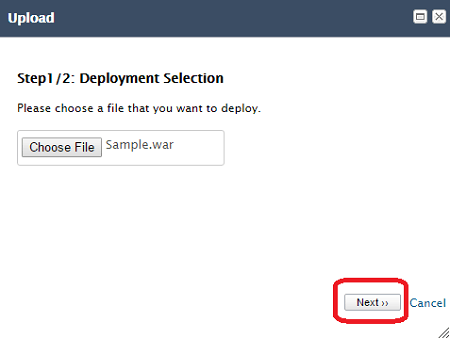 Upload
Step1/2: Deployment Selection
Please choose a file that you want to deploy.
Choose File Sample.war
Next ›› Cancel